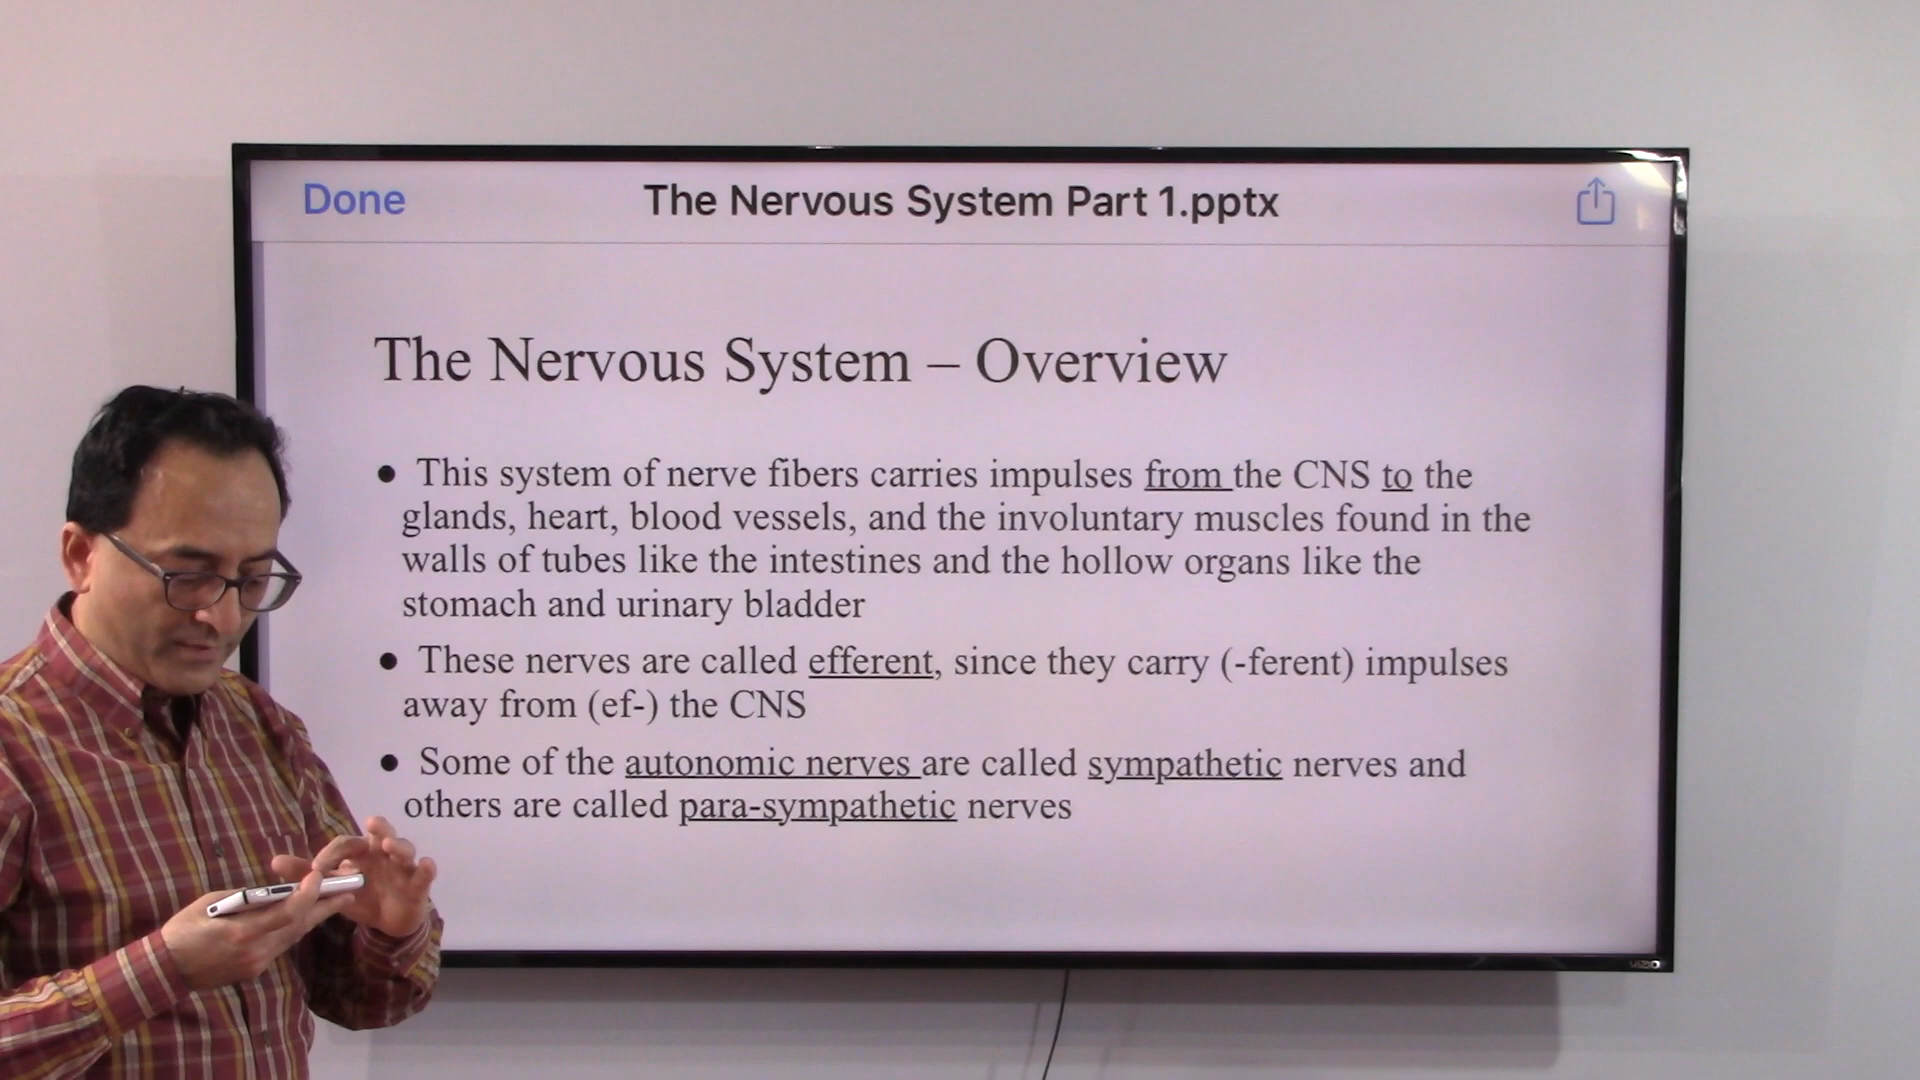 Done
The Nervous System Part 1.pptx
The Nervous System – Overview
● This system of nerve fibers carries impulses from the CNS to the
glands, heart, blood vessels, and the involuntary muscles found in the
walls of tubes like the intestines and the hollow organs like the
stomach and urinary bladder
● These nerves are called efferent, since they carry (-ferent) impulses
away from (ef-) the CNS
● Some of the autonomic nerves are called sympathetic nerves and
others are called para-sympathetic nerves
VIZIO